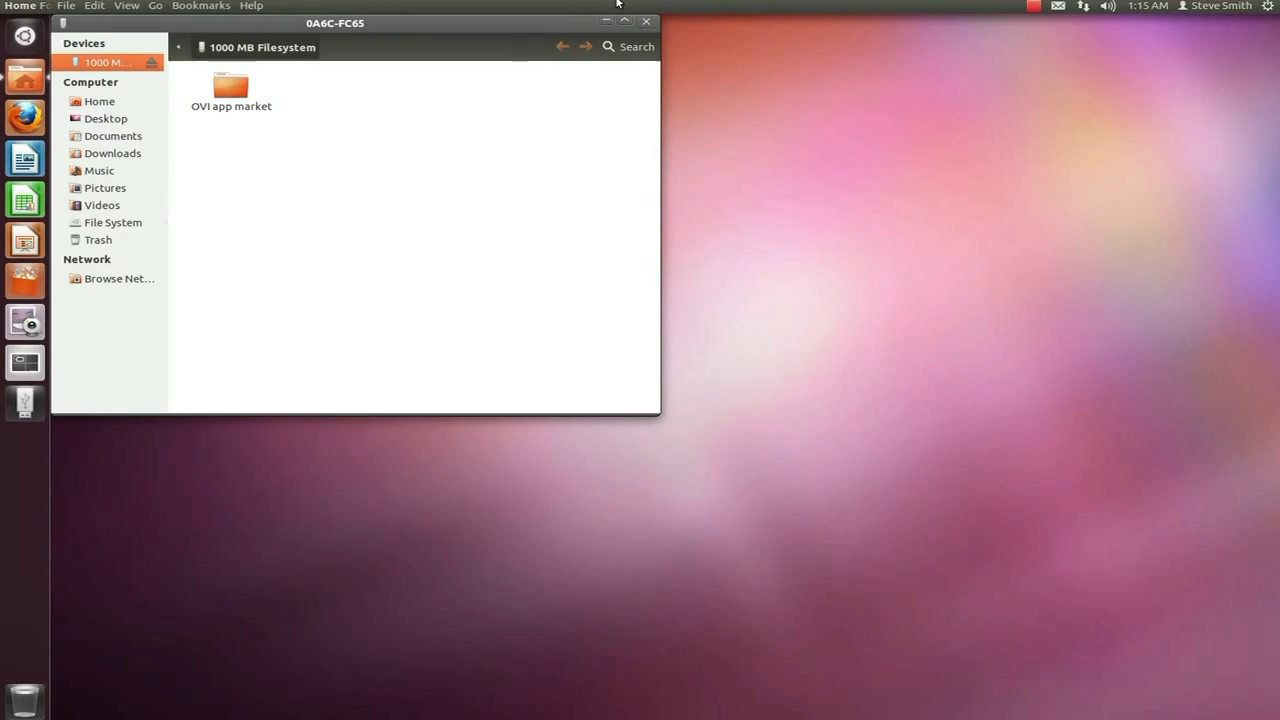 Home Fo File Edit View Go Bookmarks Help
1:15 AM Steve Smith
0A6C-FC65
Devices
1000 M...
Computer
Home
Desktop
Documents
Downloads
Music
Pictures
Videos
File System
Trash
Network
Browse Net...
1000 MB Filesystem
Search
OVI app market